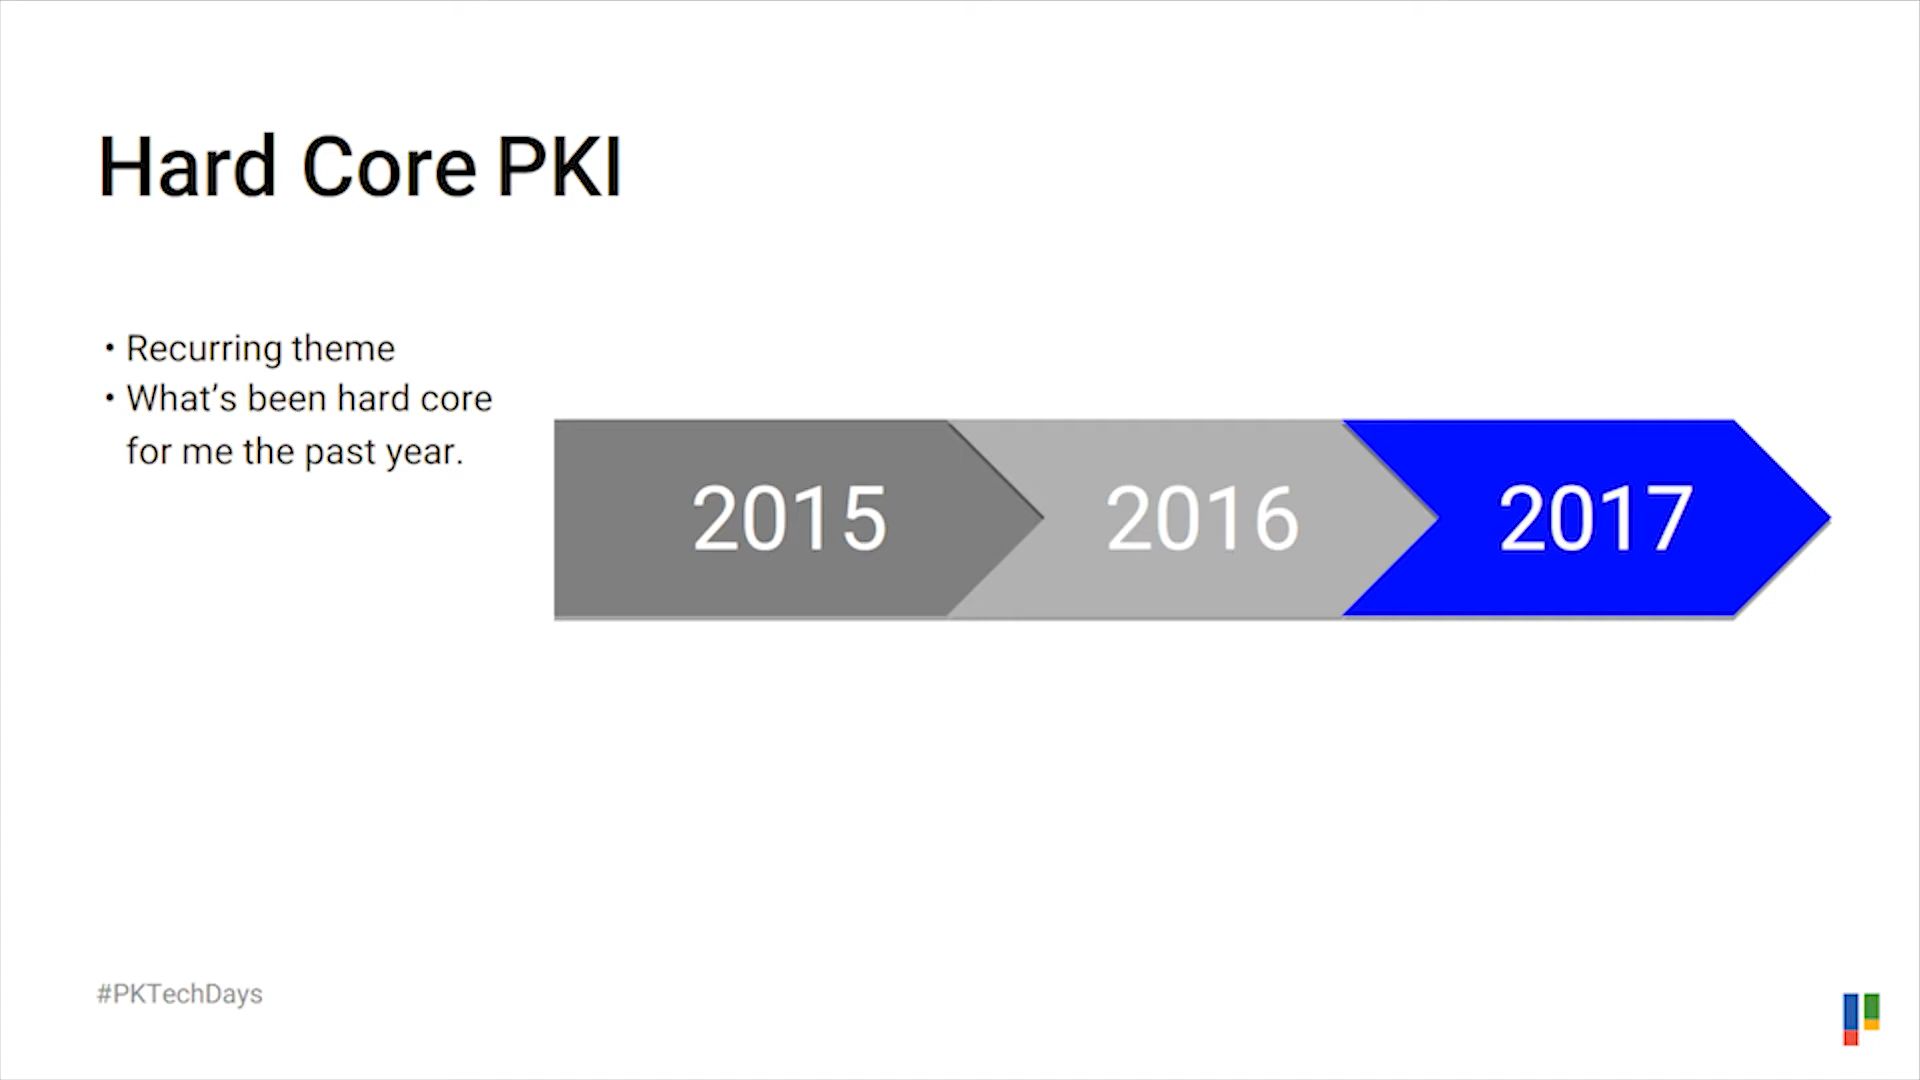 Hard Core PKI
• Recurring theme
• What's been hard core
for me the past year.
2015
2016
2017
#PKTechDays